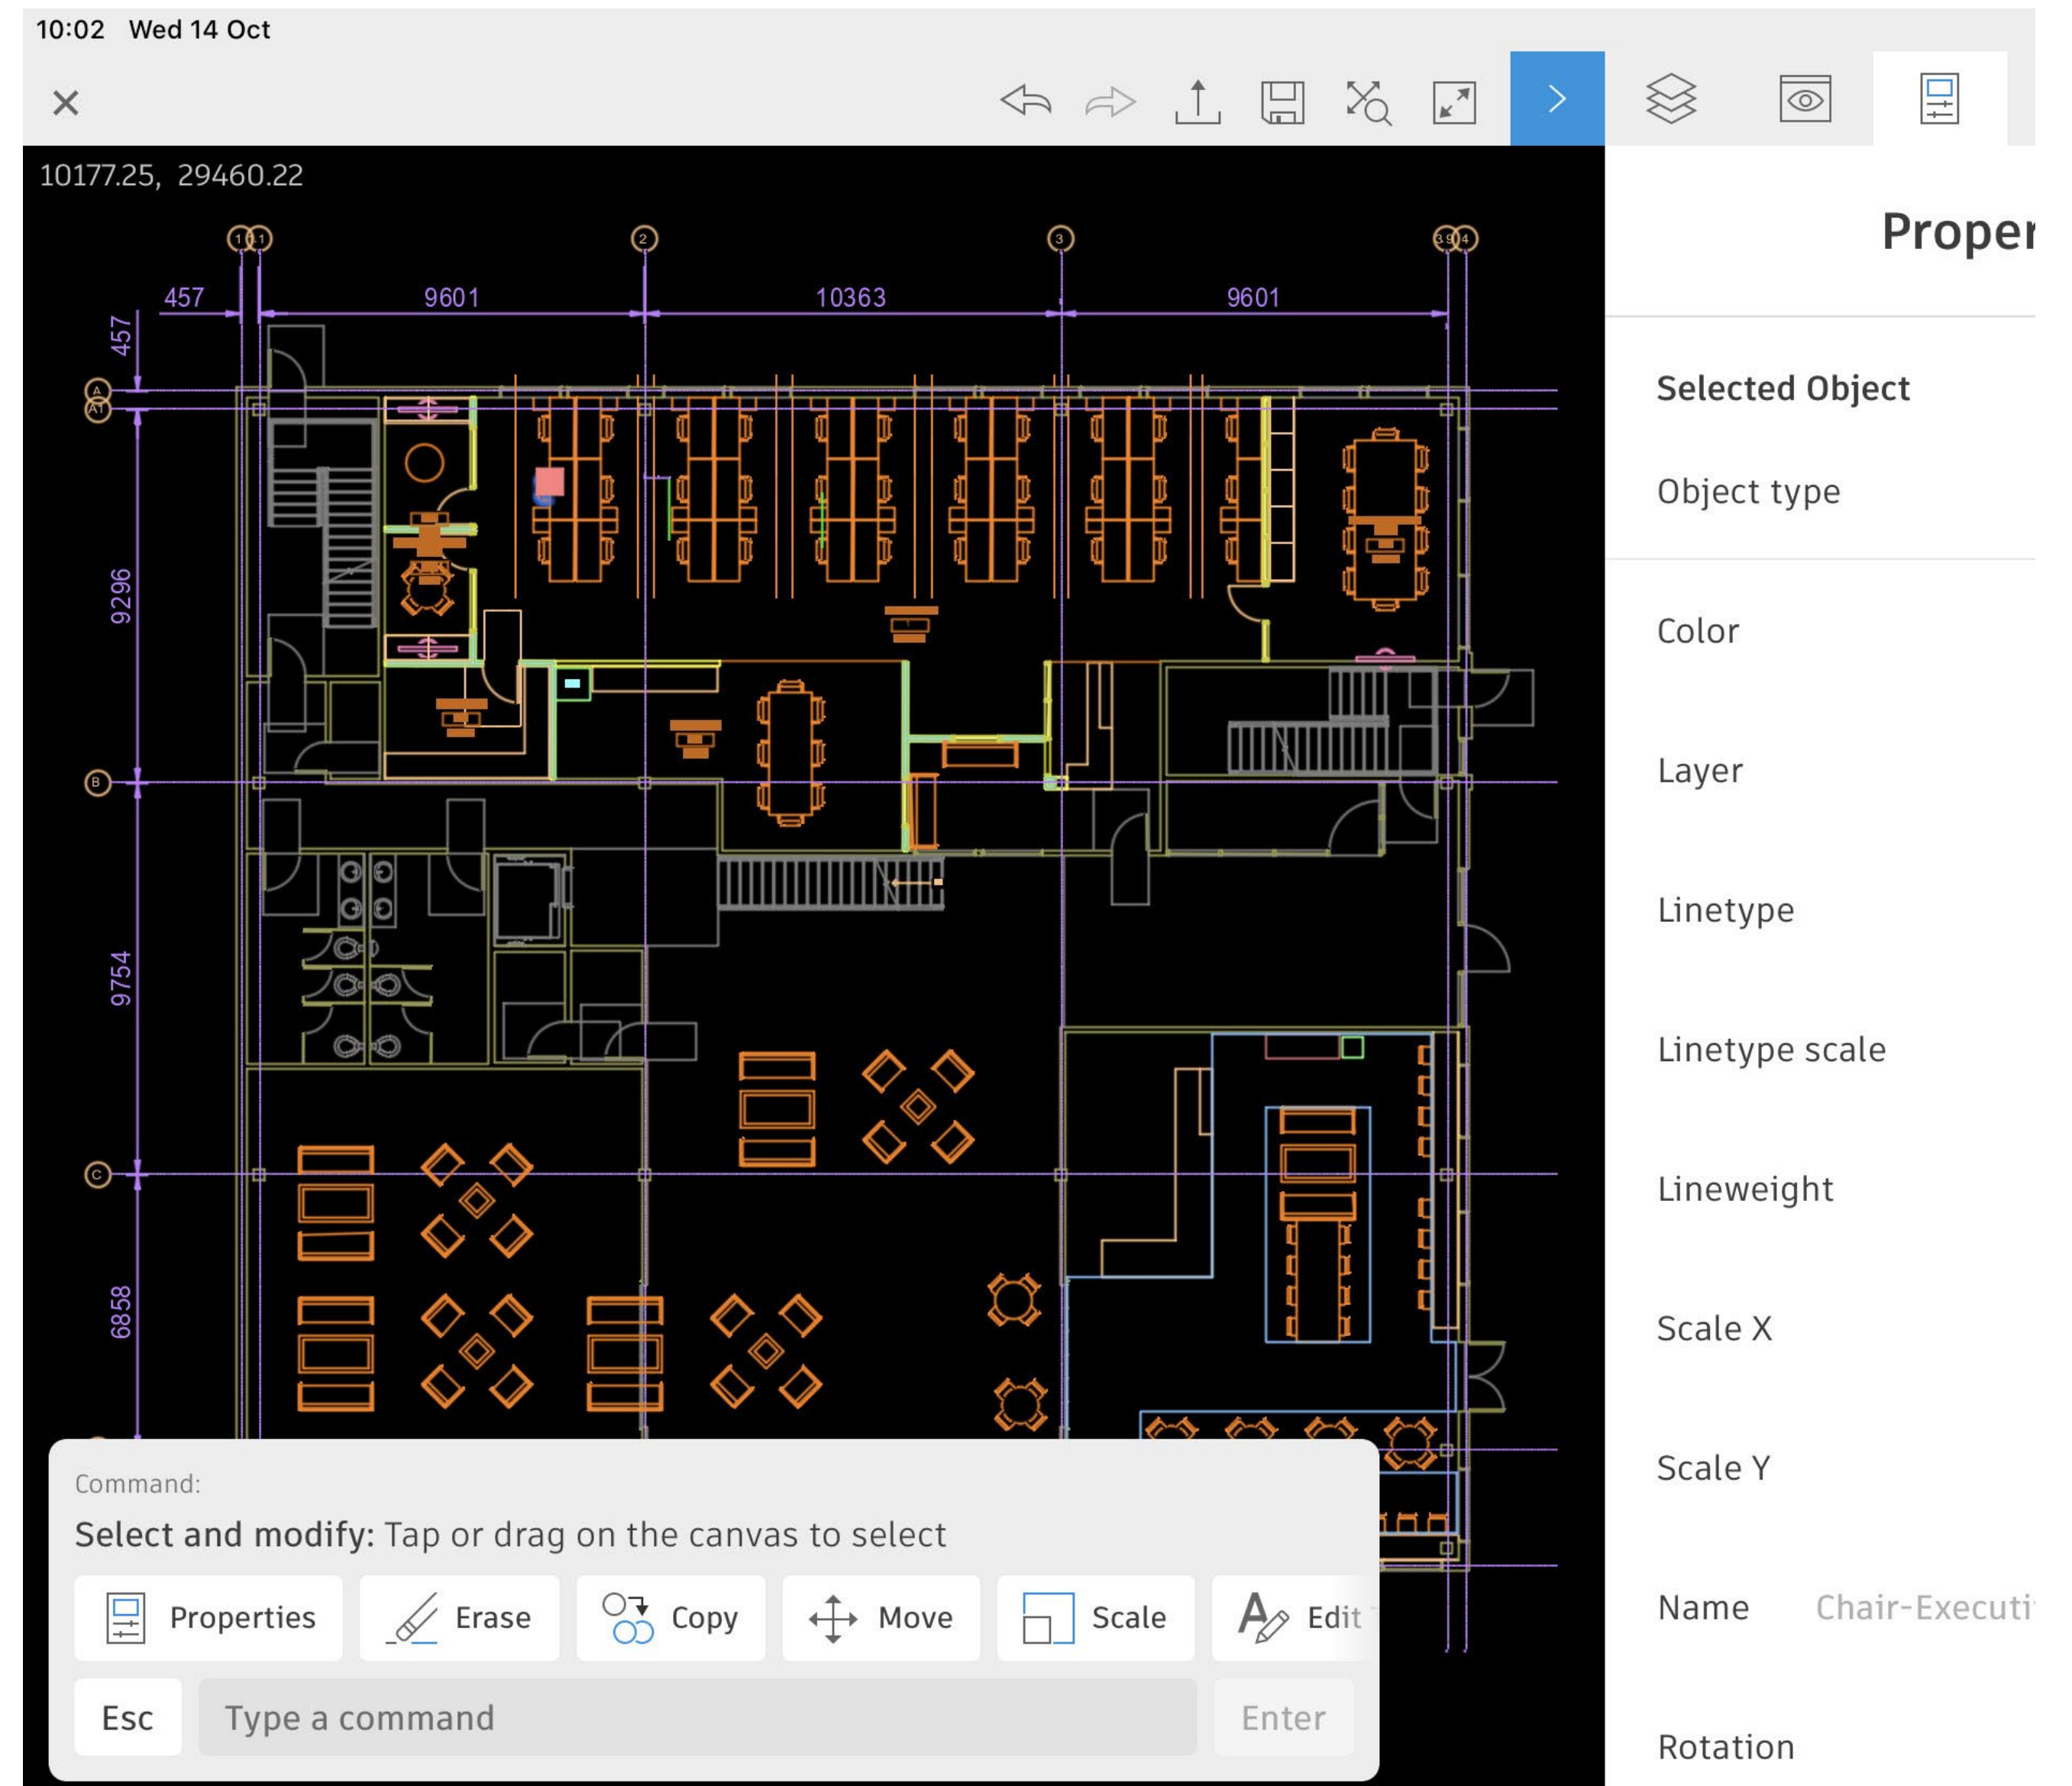 10:02 Wed 14 Oct
10177.25, 29460.22
1
2
3
3.9
4
457
9601
10363
9601
457
A
A1
9296
B
9754
C
6858
Proper
Selected Object
Object type
Color
Layer
Linetype
Linetype scale
Lineweight
Scale X
Scale Y
Name Chair-Executi
Rotation
Command:
Select and modify: Tap or drag on the canvas to select
Properties
Erase
Copy
Move
Scale
Edit
Esc
Type a command
Enter